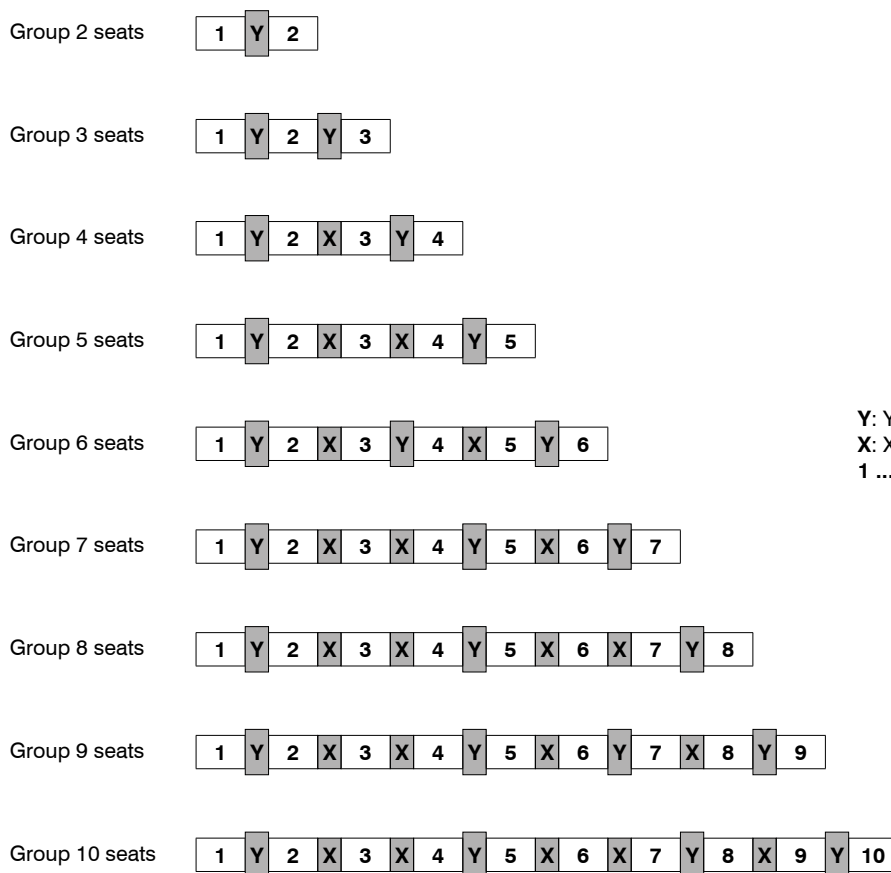 Group 2 seats 1 Y 2
Group 3 seats 1 Y 2 Y 3
Group 4 seats 1 Y 2 X 3 Y 4
Group 5 seats 1 Y 2 X 3 X 4 Y 5
Group 6 seats 1 Y 2 X 3 Y 4 X 5 Y 6
Y: Y
X: X
1 ...
Group 7 seats 1 Y 2 X 3 X 4 Y 5 X 6 Y 7
Group 8 seats 1 Y 2 X 3 X 4 Y 5 X 6 X 7 Y 8
Group 9 seats 1 Y 2 X 3 X 4 Y 5 X 6 Y 7 X 8 Y 9
Group 10 seats 1 Y 2 X 3 X 4 Y 5 X 6 X 7 Y 8 X 9 Y 10